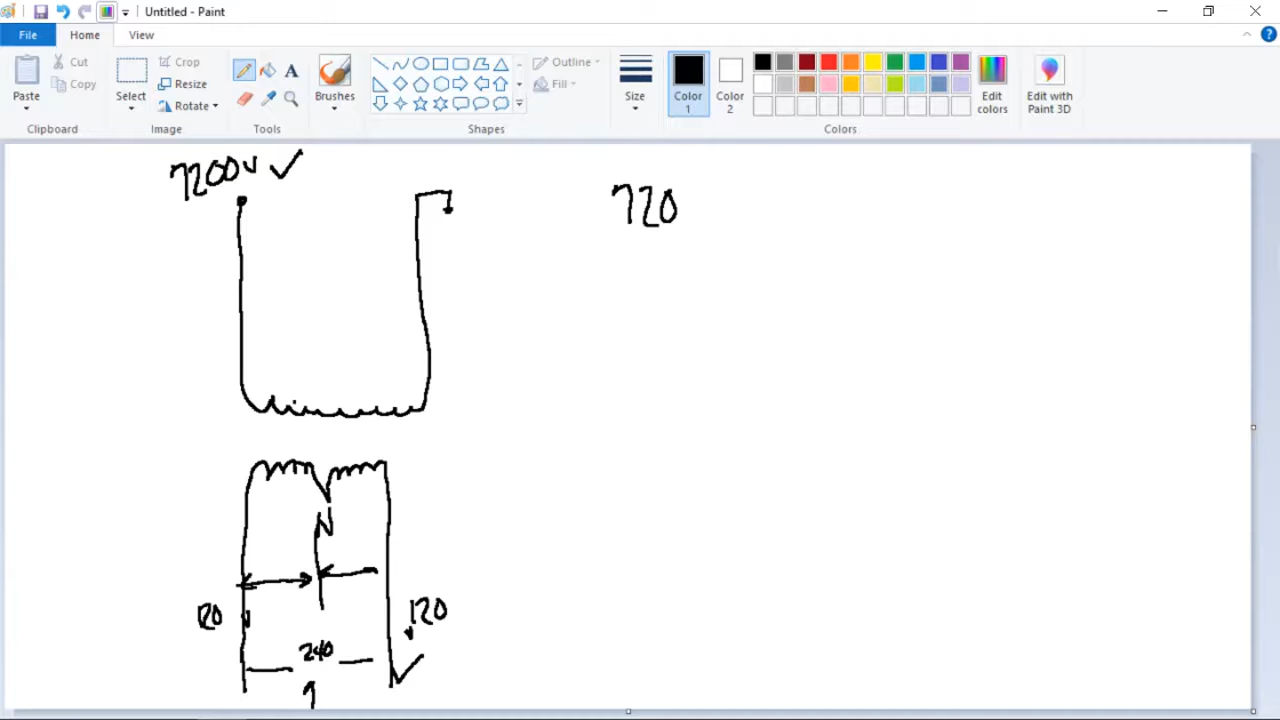 Untitled - Paint
File
Home
View
Paste
Cut
Copy
Clipboard
Select
Crop
Resize
Rotate
Image
A
Tools
Brushes
Outline
Fill
Shapes
Size
Color 1
Color 2
Edit colors
Edit with Paint 3D
Colors
7200V
720
N
120
120
240